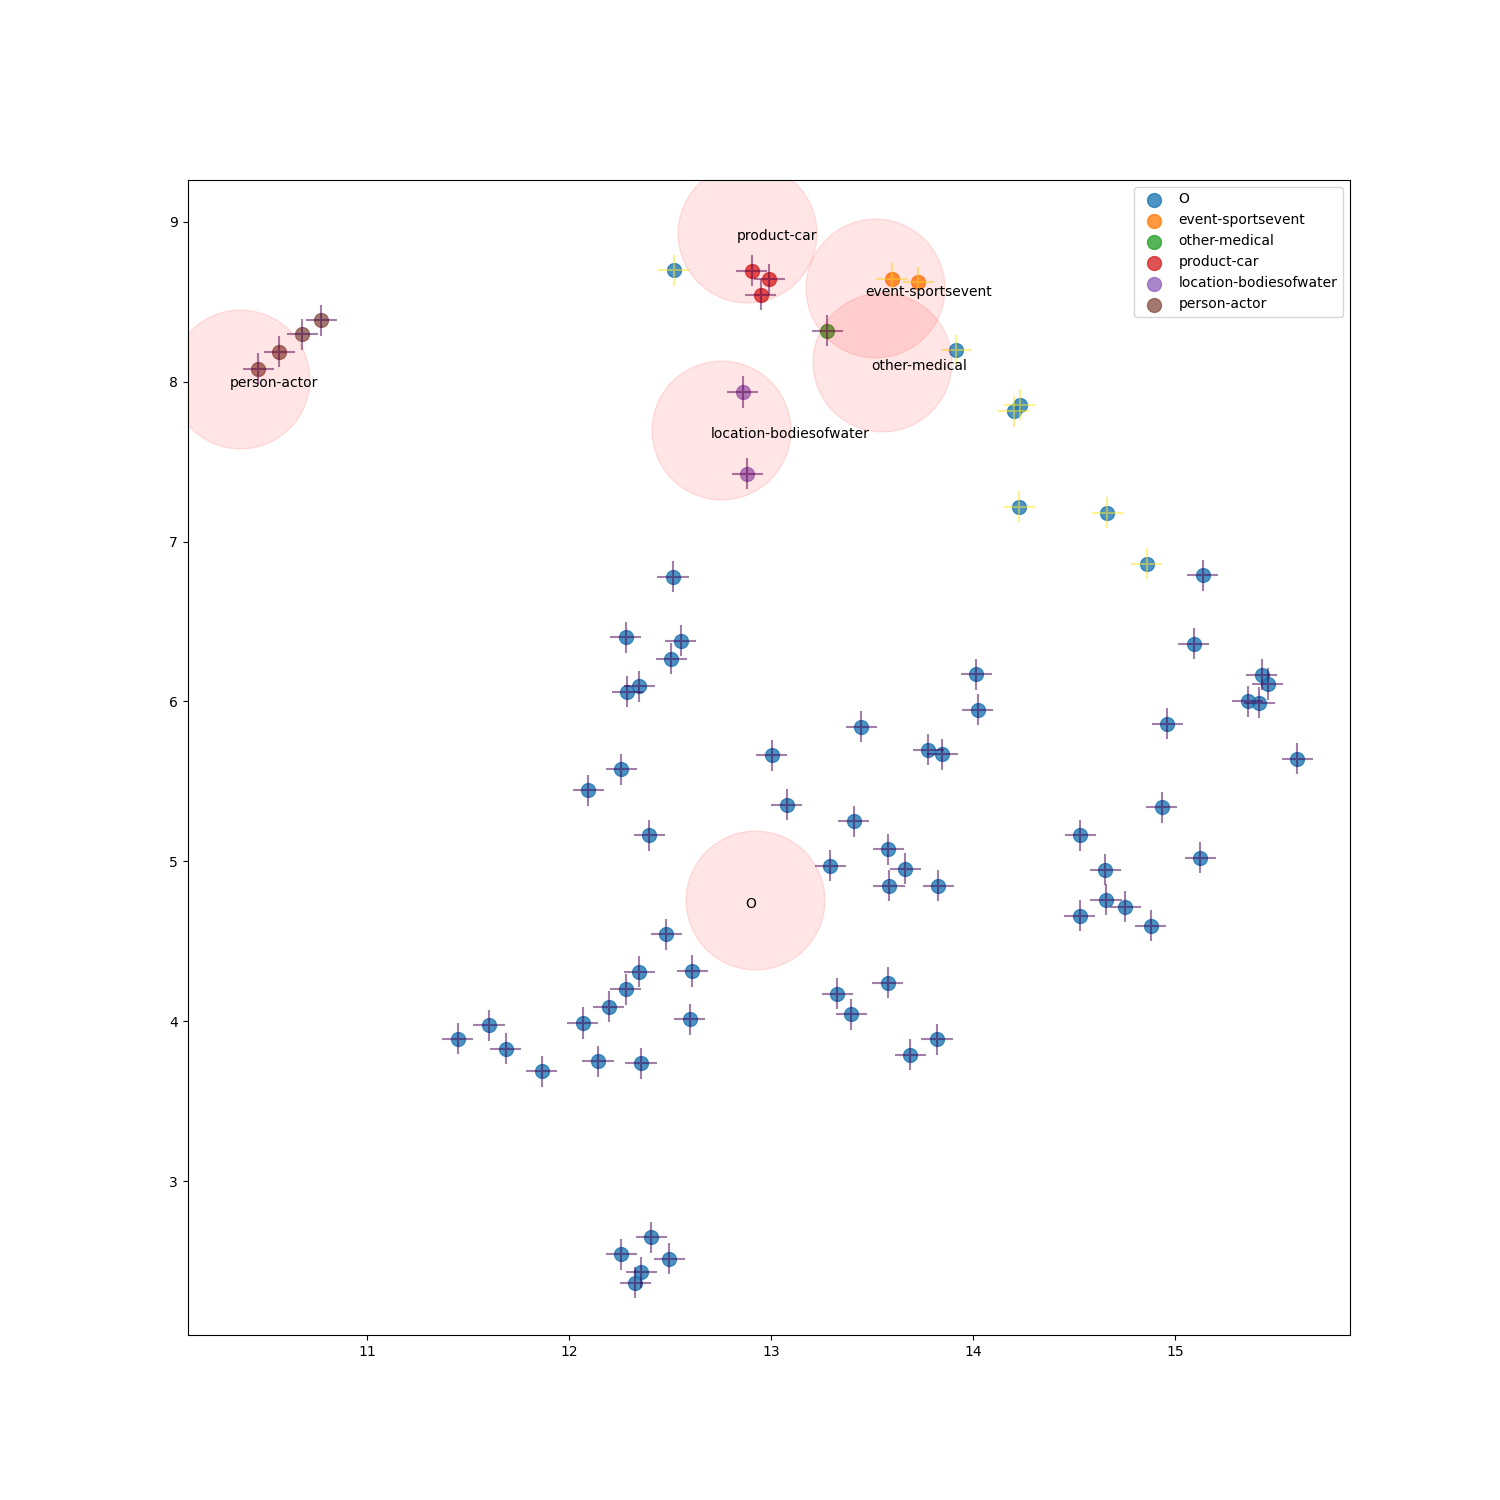 O
event-sportsevent
other-medical
product-car
location-bodiesofwater
person-actor
product-car
event-sportsevent
other-medical
person-actor
location-bodiesofwater
O
9
8
7
6
5
4
3
11 12 13 14 15